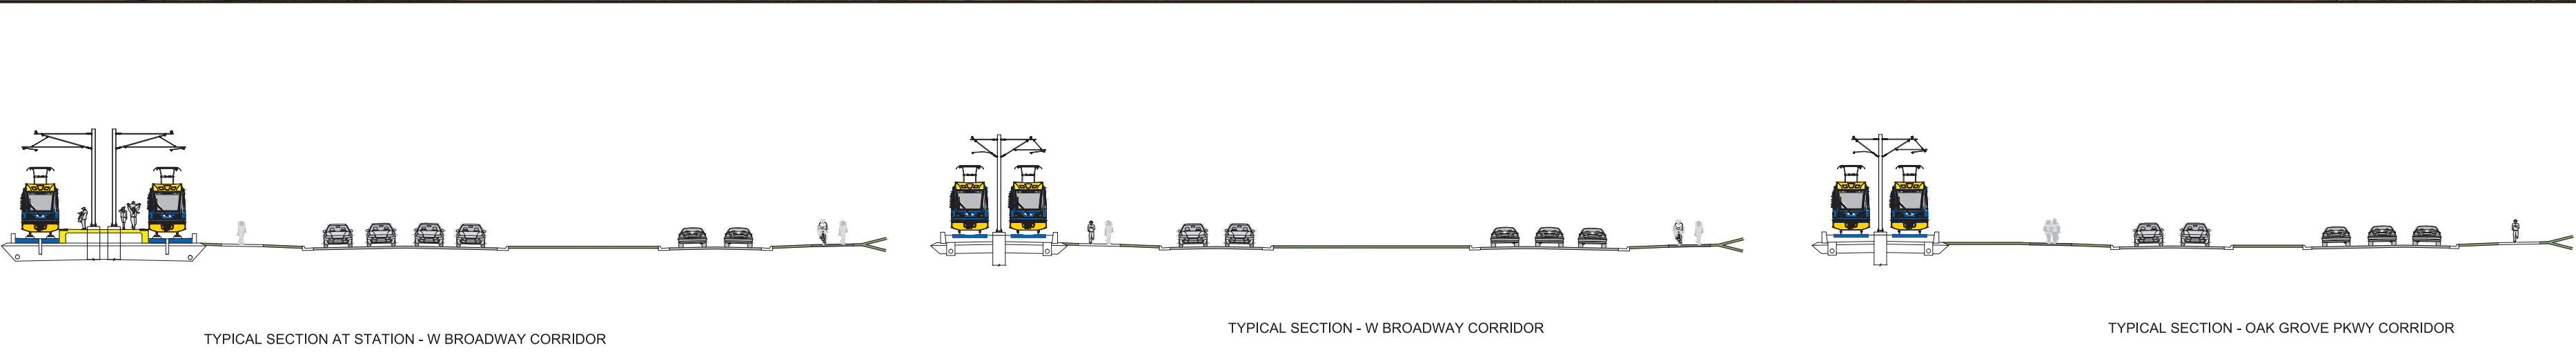 TYPICAL SECTION AT STATION - W BROADWAY CORRIDOR
TYPICAL SECTION - W BROADWAY CORRIDOR
TYPICAL SECTION - OAK GROVE PKWY CORRIDOR